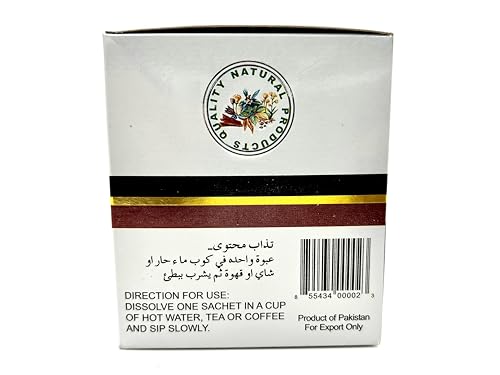 QUALITY NATURAL PRODUCTS
تذاب محتوى..
عبوة واحده في كوب ماء حار او
شاي او قهوة ثم يشرب ببطئ
DIRECTION FOR USE:
DISSOLVE ONE SACHET IN A CUP
OF HOT WATER, TEA OR COFFEE
AND SIP SLOWLY.
8 55434 00002 3
Product of Pakistan
For Export Only